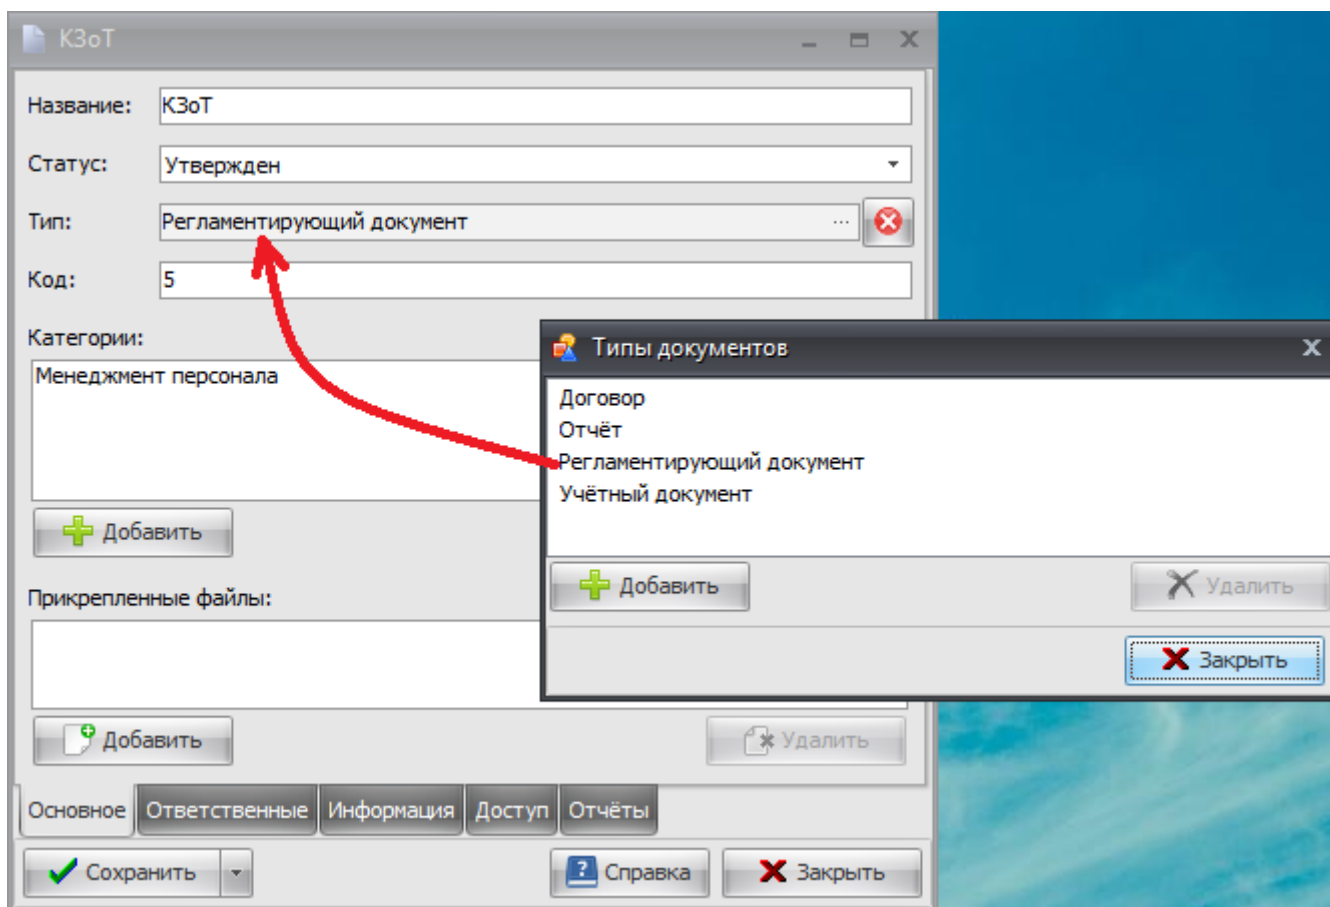 КЗоТ
Название: КЗоТ
Статус: Утвержден
Тип: Регламентирующий документ ...
Код: 5
Категории:
Менеджмент персонала
Добавить
Прикрепленные файлы:
Добавить Удалить
Основное Ответственные Информация Доступ Отчёты
Сохранить Справка Закрыть
Типы документов
Договор
Отчёт
Регламентирующий документ
Учётный документ
Добавить Удалить
Закрыть